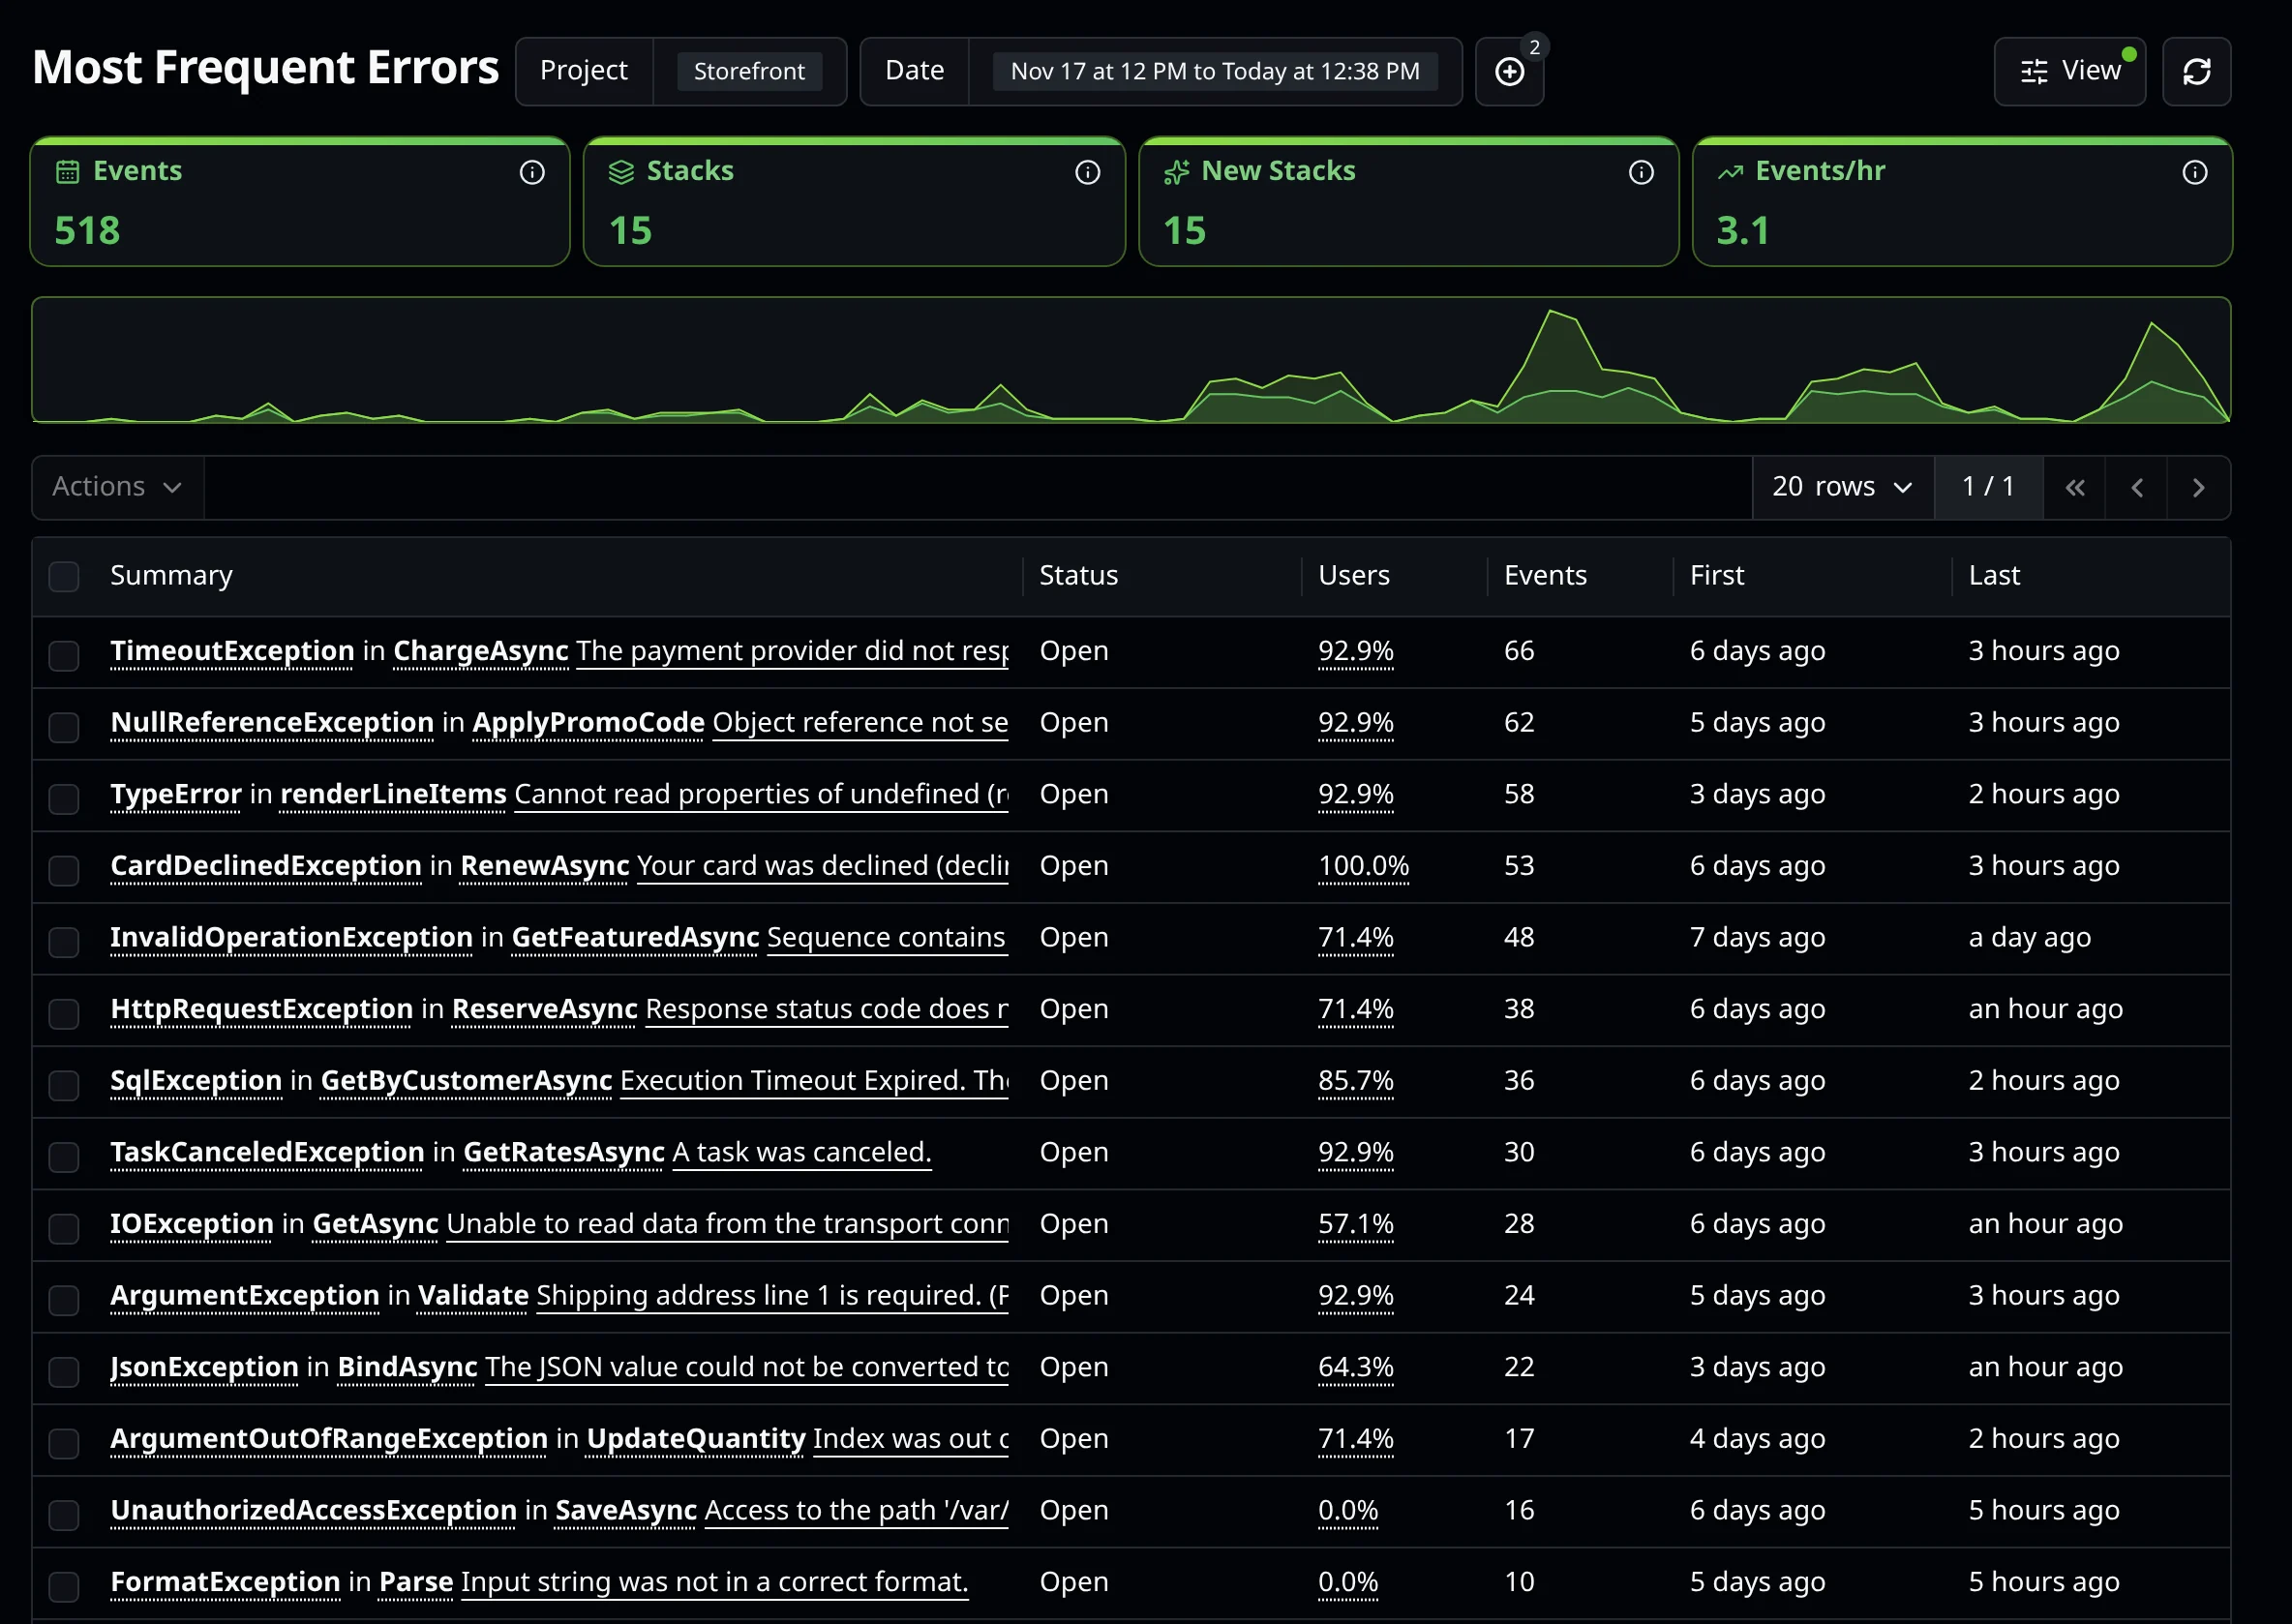 Most Frequent Errors Project Storefront Date Nov 17 at 12 PM to Today at 12:38 PM 2 View
Events Stacks New Stacks Events/hr
518 15 15 3.1
Actions 20 rows 1 / 1
Summary Status Users Events First Last
TimeoutException in ChargeAsync The payment provider did not resp Open 92.9% 66 6 days ago 3 hours ago
NullReferenceException in ApplyPromoCode Object reference not se Open 92.9% 62 5 days ago 3 hours ago
TypeError in renderLineItems Cannot read properties of undefined (r Open 92.9% 58 3 days ago 2 hours ago
CardDeclinedException in RenewAsync Your card was declined (declin Open 100.0% 53 6 days ago 3 hours ago
InvalidOperationException in GetFeaturedAsync Sequence contains Open 71.4% 48 7 days ago a day ago
HttpRequestException in ReserveAsync Response status code does Open 71.4% 38 6 days ago an hour ago
SqlException in GetByCustomerAsync Execution Timeout Expired. The Open 85.7% 36 6 days ago 2 hours ago
TaskCanceledException in GetRatesAsync A task was canceled. Open 92.9% 30 6 days ago 3 hours ago
IOException in GetAsync Unable to read data from the transport conn Open 57.1% 28 6 days ago an hour ago
ArgumentException in Validate Shipping address line 1 is required. Open 92.9% 24 5 days ago 3 hours ago
JsonException in BindAsync The JSON value could not be converted to Open 64.3% 22 3 days ago an hour ago
ArgumentOutOfRangeException in UpdateQuantity Index was out Open 71.4% 17 4 days ago 2 hours ago
UnauthorizedAccessException in SaveAsync Access to the path '/var/ Open 0.0% 16 6 days ago 5 hours ago
FormatException in Parse Input string was not in a correct format. Open 0.0% 10 5 days ago 5 hours ago